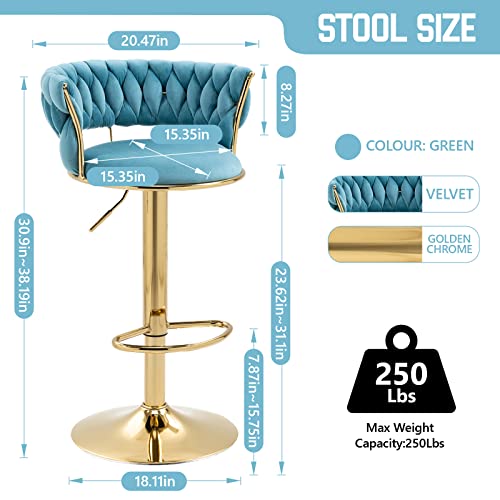 STOOL SIZE
20.47in
8.27in
15.35in
15.35in
COLOUR: GREEN
VELVET
GOLDEN
CHROME
30.9in~38.19in
23.62in~31.1in
7.87in~15.75in
18.11in
250
Lbs
Max Weight
Capacity:250Lbs